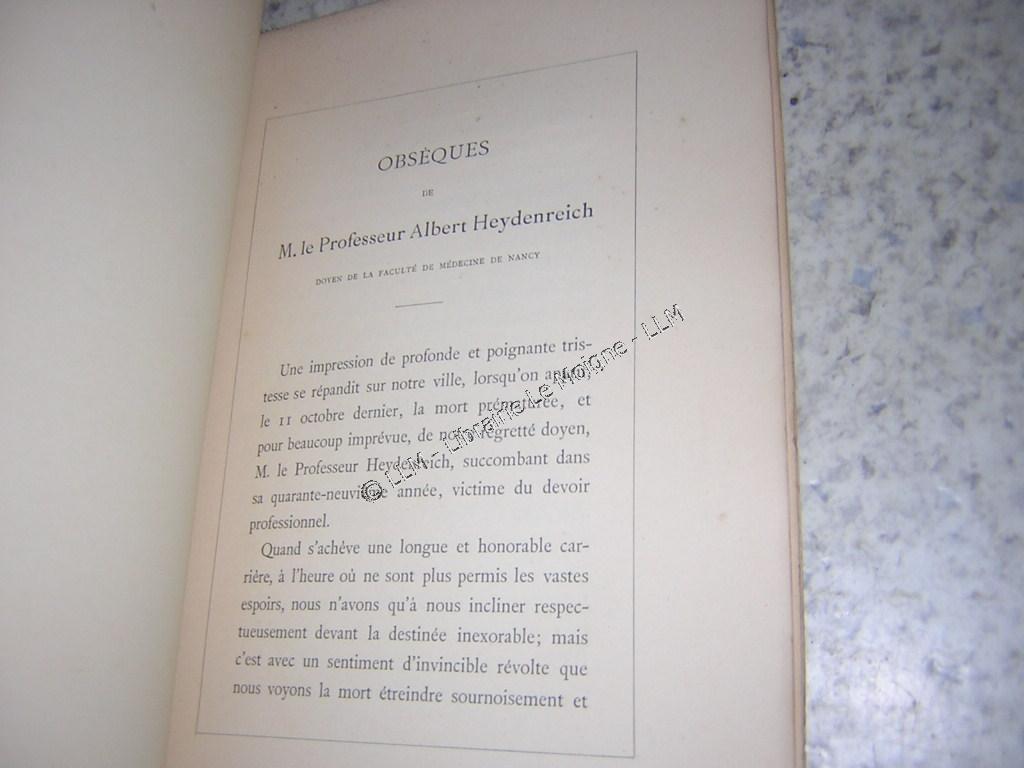 OBSÈQUES
DE
M. le Professeur Albert Heydenreich
DOYEN DE LA FACULTÉ DE MÉDECINE DE NANCY
Une impression de profonde et poignante tris-
tesse se répandit sur notre ville, lorsqu'on apprit,
le 11 octobre dernier, la mort prématurée, et
pour beaucoup imprévue, de notre regretté doyen,
M. le Professeur Heydenreich, succombant dans
sa quarante-neuvième année, victime du devoir
professionnel.
Quand s'achève une longue et honorable car-
rière, à l'heure où ne sont plus permis les vastes
espoirs, nous n'avons qu'à nous incliner respec-
tueusement devant la destinée inexorable; mais
c'est avec un sentiment d'invincible révolte que
nous voyons la mort étreindre sournoisement et
© LLM - Librairie Le Moigne - LLM